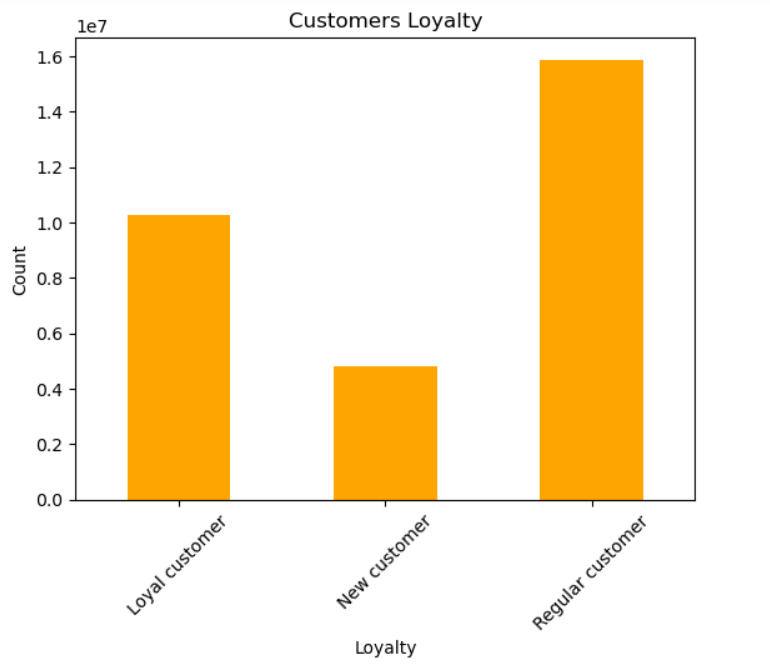 Customers Loyalty
1e7
1.6
1.4
1.2
1.0
0.8
0.6
0.4
0.2
0.0
Count
Loyal customer
New customer
Regular customer
Loyalty